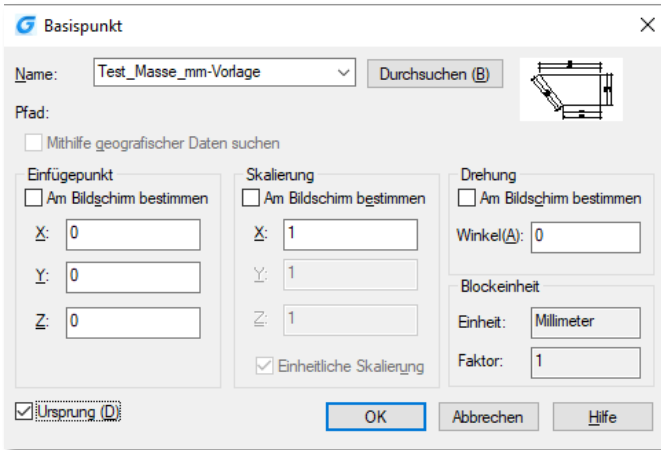 Basispunkt
Name: Test_Masse_mm-Vorlage Durchsuchen (B)
Pfad:
Mithilfe geografischer Daten suchen
Einfügepunkt
Am Bildschirm bestimmen
X: 0
Y: 0
Z: 0
Skalierung
Am Bildschirm bestimmen
X: 1
Y: 1
Z: 1
Einheitliche Skalierung
Drehung
Am Bildschirm bestimmen
Winkel(A): 0
Blockeinheit
Einheit: Millimeter
Faktor: 1
Ursprung (D)
OK Abbrechen Hilfe